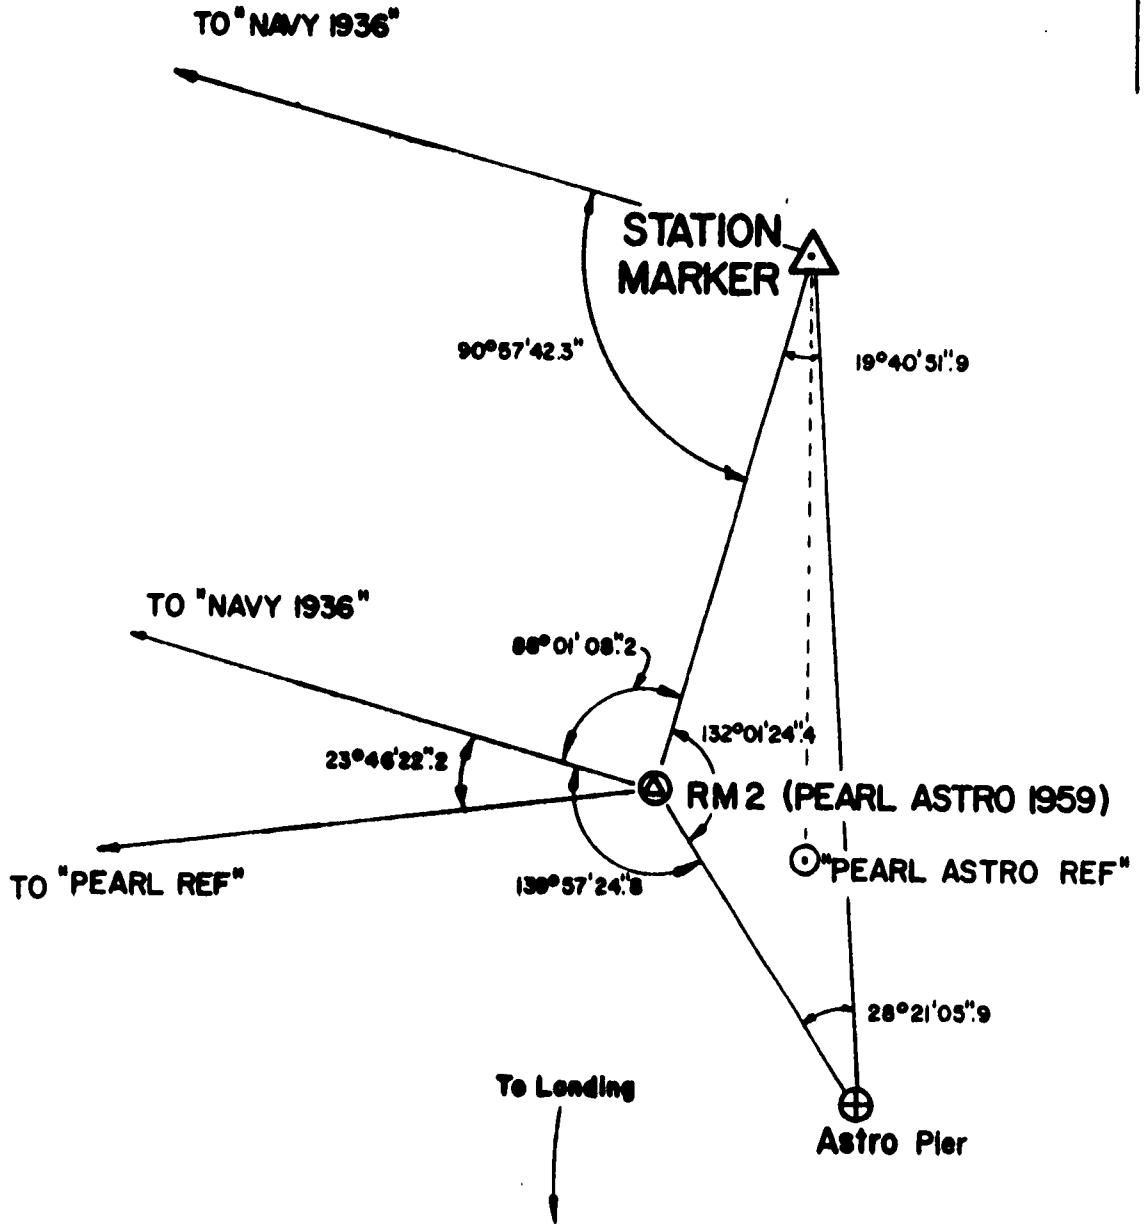 TO "NAVY 1936"
STATION
MARKER
90°57'42.3"
19°40'51".9
TO "NAVY 1936"
88°01'08".2
132°01'24".4
23°46'22".2
RM 2 (PEARL ASTRO 1959)
TO "PEARL REF"
"PEARL ASTRO REF"
139°57'24".8
28°21'05".9
To Landing
Astro Pier